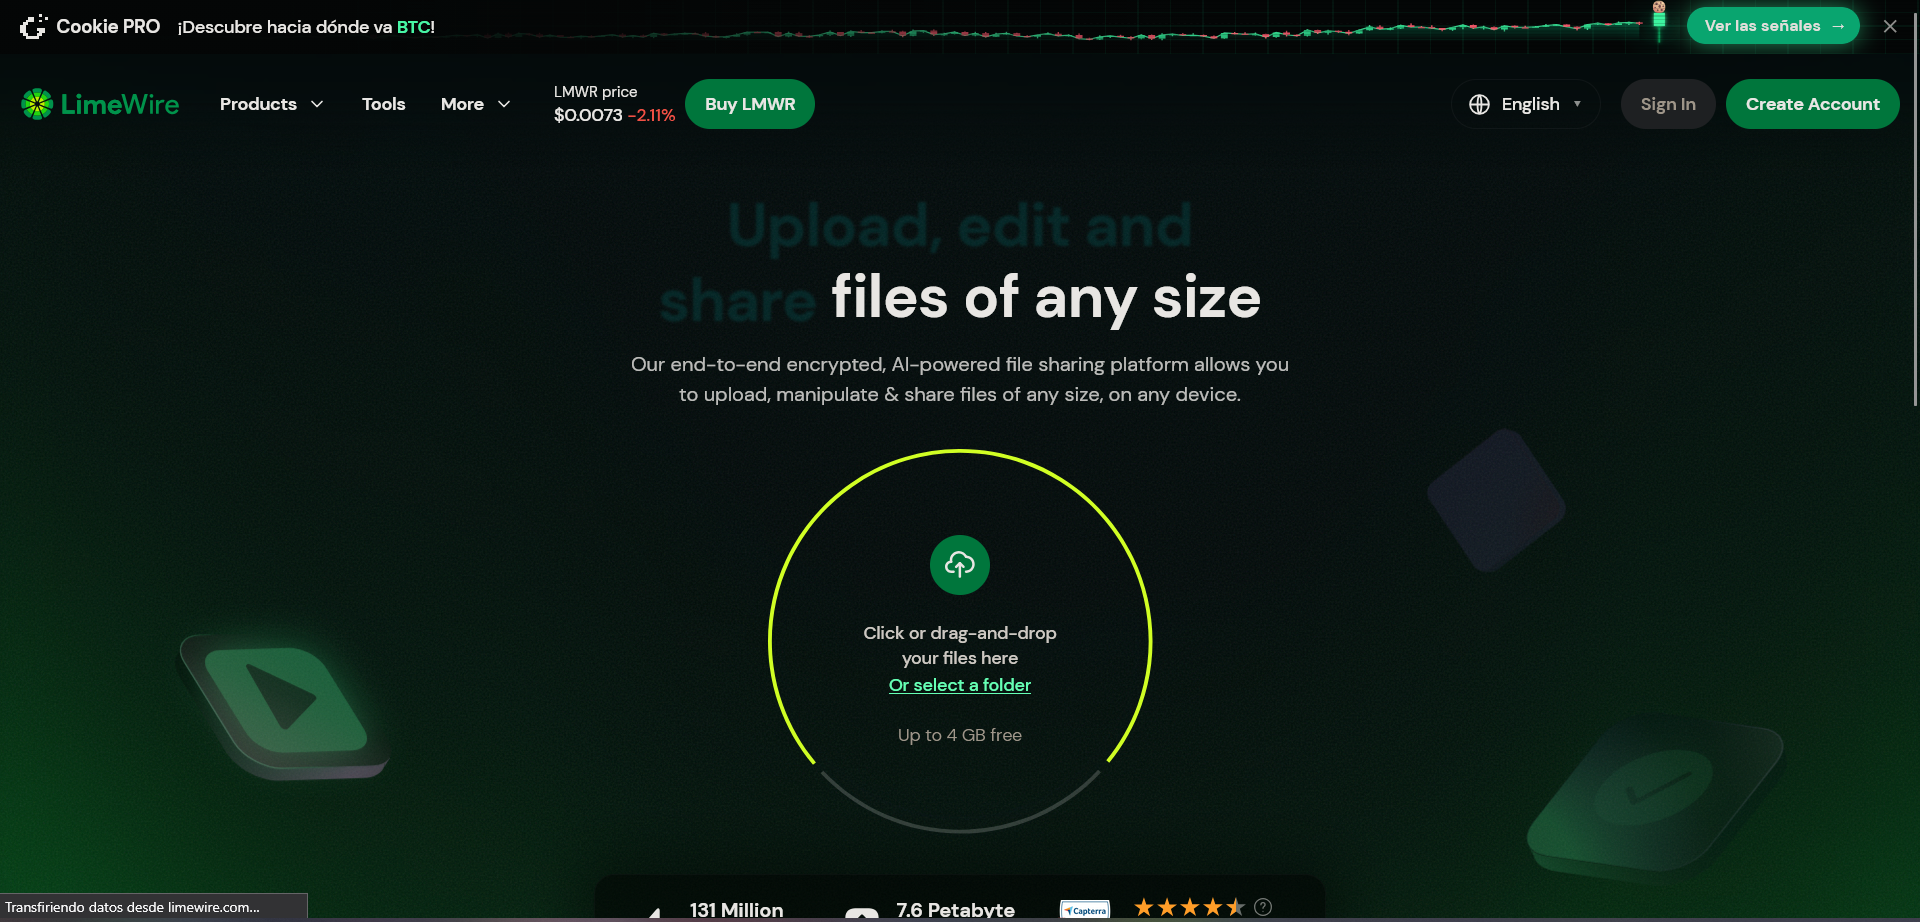 Cookie PRO ¡Descubre hacia dónde va BTC! Ver las señales →
LimeWire Products Tools More LMWR price Buy LMWR English Sign In Create Account
$0.0073 -2.11%
Upload, edit and
share files of any size
Our end-to-end encrypted, AI-powered file sharing platform allows you
to upload, manipulate & share files of any size, on any device.
Click or drag-and-drop
your files here
Or select a folder
Up to 4 GB free
131 Million 7.6 Petabyte Capterra
Transfiriendo datos desde limewire.com...